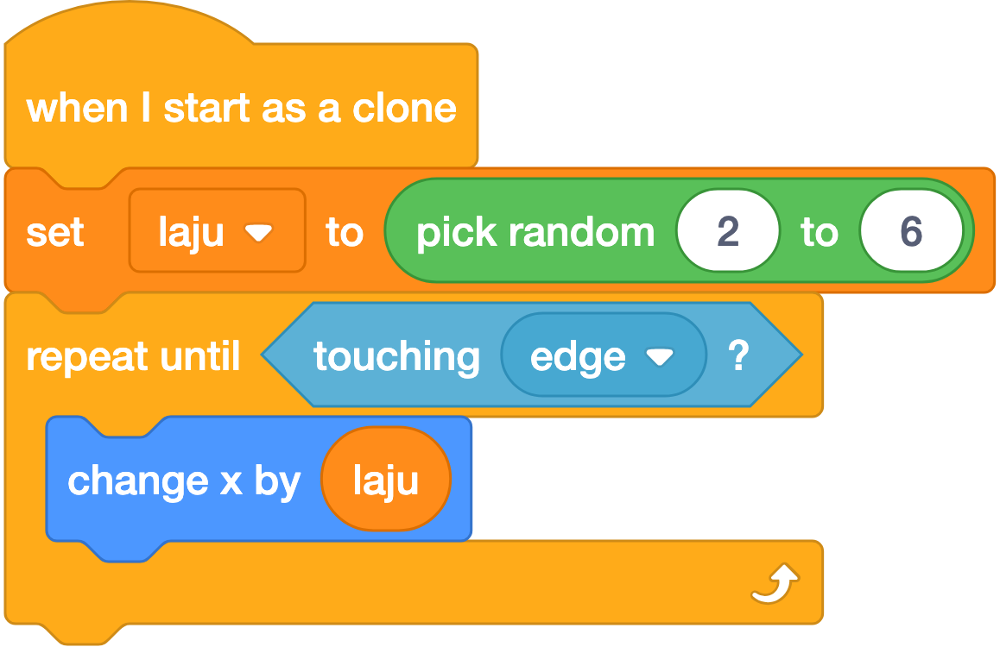 when I start as a clone
set laju to pick random 2 to 6
repeat until touching edge ?
change x by laju